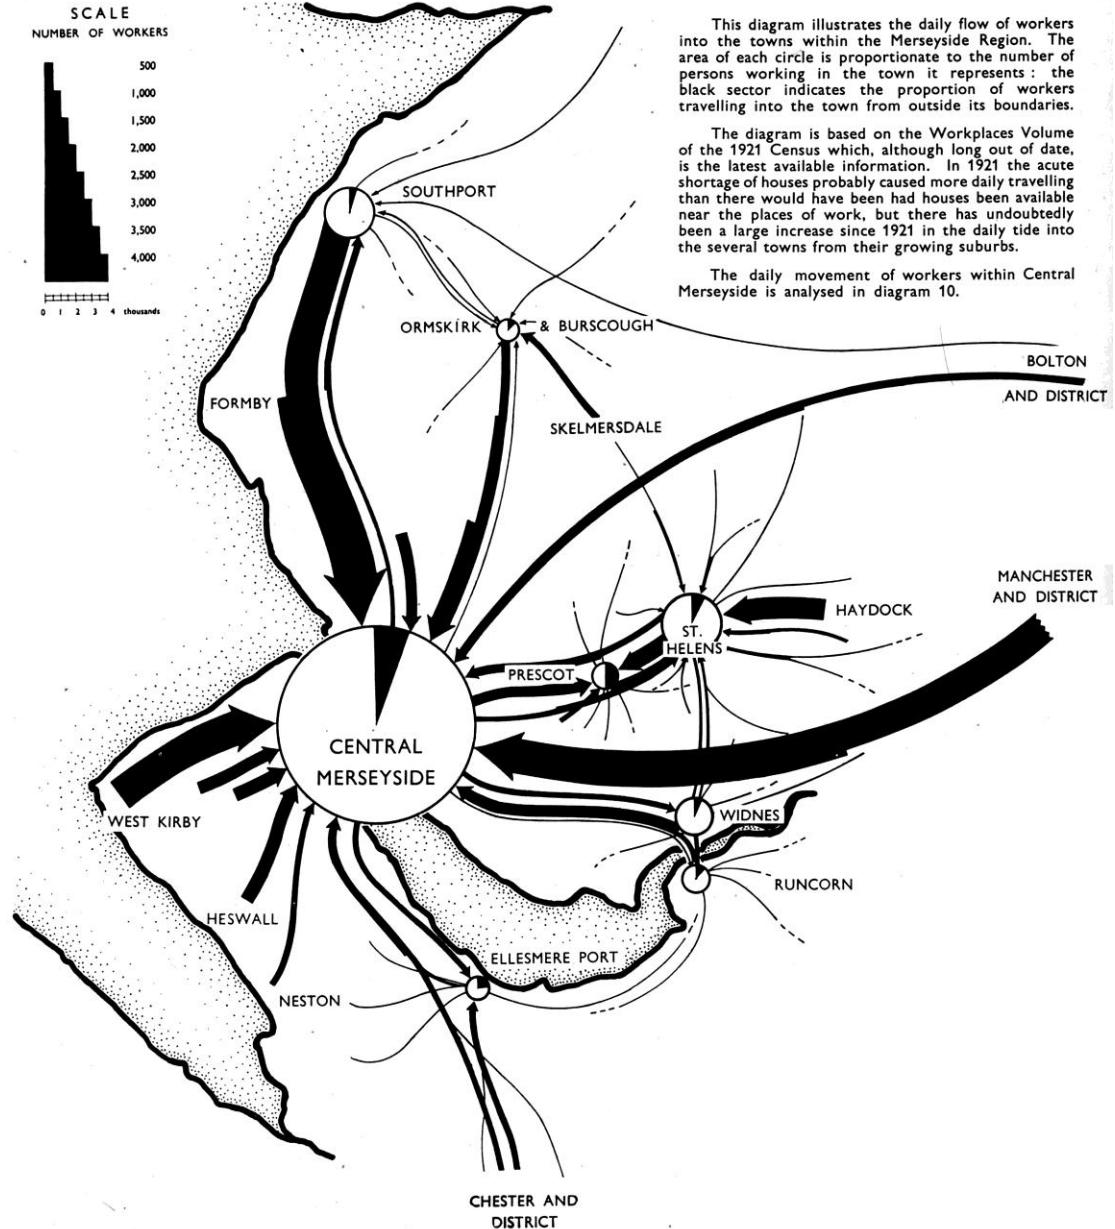 SCALE
NUMBER OF WORKERS
500
1,000
1,500
2,000
2,500
3,000
3,500
4,000
0 1 2 3 4 thousands
This diagram illustrates the daily flow of workers
into the towns within the Merseyside Region. The
area of each circle is proportionate to the number of
persons working in the town it represents : the
black sector indicates the proportion of workers
travelling into the town from outside its boundaries.
The diagram is based on the Workplaces Volume
of the 1921 Census which, although long out of date,
is the latest available information. In 1921 the acute
shortage of houses probably caused more daily travelling
than there would have been had houses been available
near the places of work, but there has undoubtedly
been a large increase since 1921 in the daily tide into
the several towns from their growing suburbs.
The daily movement of workers within Central
Merseyside is analysed in diagram 10.
SOUTHPORT
ORMSKIRK & BURSCOUGH
BOLTON
AND DISTRICT
FORMBY
SKELMERSDALE
MANCHESTER
AND DISTRICT
HAYDOCK
ST.
HELENS
PRESCOT
CENTRAL
MERSEYSIDE
WEST KIRBY
WIDNES
RUNCORN
HESWALL
ELLESMERE PORT
NESTON
CHESTER AND
DISTRICT